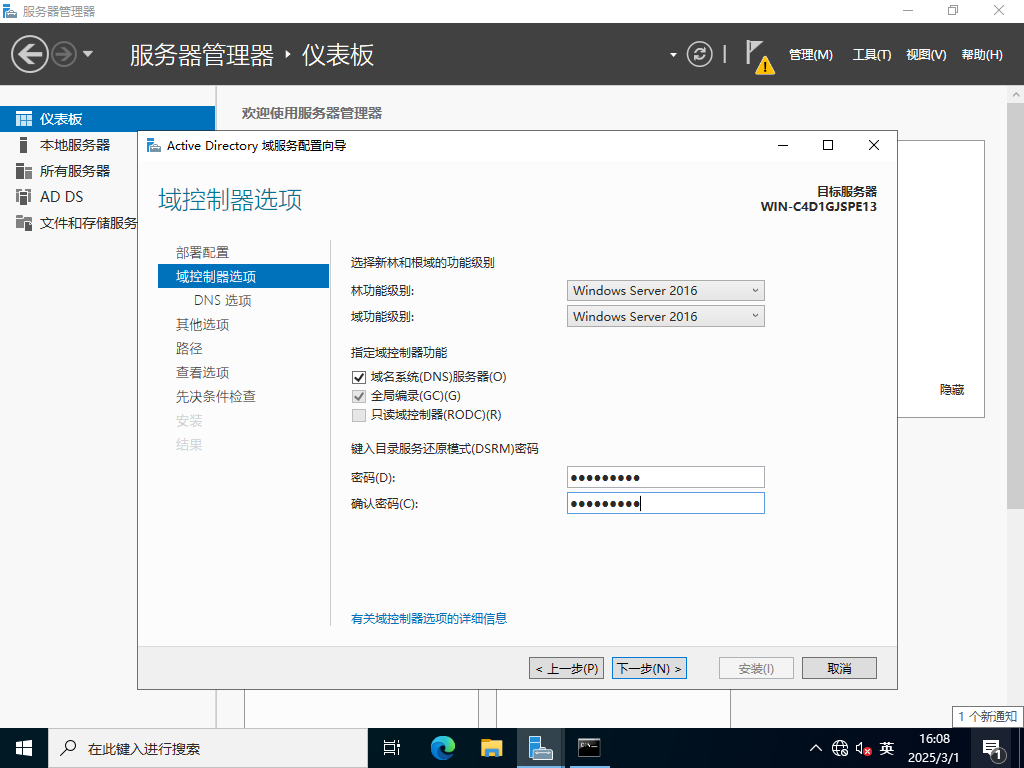 服务器管理器
服务器管理器 ‣ 仪表板
管理(M) 工具(T) 视图(V) 帮助(H)
仪表板
本地服务器
所有服务器
AD DS
文件和存储服务
欢迎使用服务器管理器
隐藏
Active Directory 域服务配置向导
域控制器选项
目标服务器
WIN-C4D1GJSPE13
部署配置
域控制器选项
DNS 选项
其他选项
路径
查看选项
先决条件检查
安装
结果
选择新林和根域的功能级别
林功能级别: Windows Server 2016
域功能级别: Windows Server 2016
指定域控制器功能
域名系统(DNS)服务器(O)
全局编录(GC)(G)
只读域控制器(RODC)(R)
键入目录服务还原模式(DSRM)密码
密码(D): ●●●●●●●●●
确认密码(C): ●●●●●●●●●
有关域控制器选项的详细信息
< 上一步(P) 下一步(N) > 安装(I) 取消
1 个新通知
在此键入进行搜索
英
16:08
2025/3/1
1